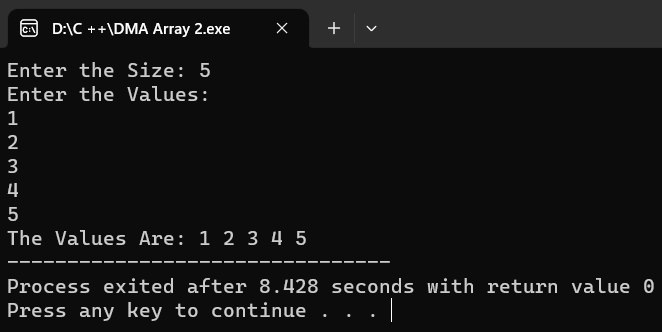 D:\C ++\DMA Array 2.exe
Enter the Size: 5
Enter the Values:
1
2
3
4
5
The Values Are: 1 2 3 4 5
--------------------------------
Process exited after 8.428 seconds with return value 0
Press any key to continue . . .